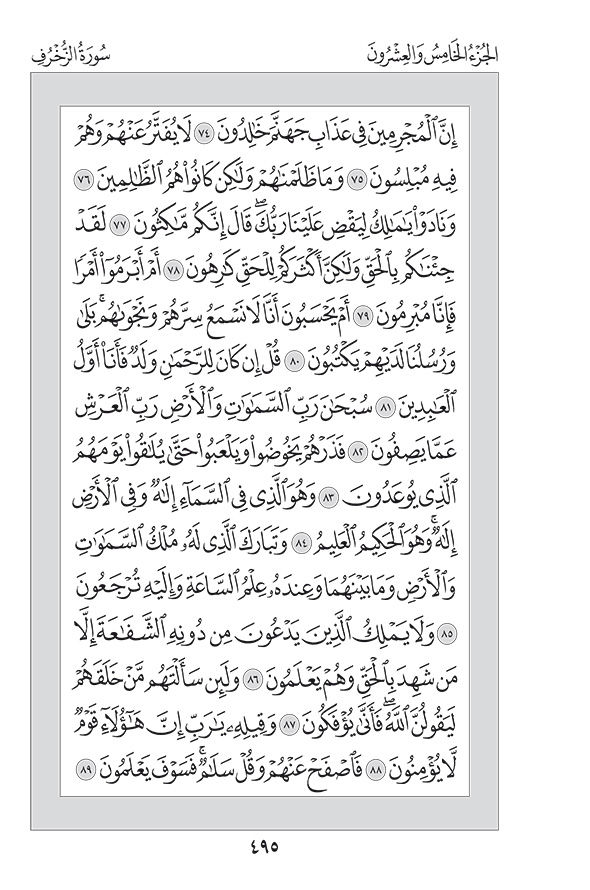 الجُزْءُ الخَامِسُ وَالعِشْرُونَ
سُورَةُ الزُّخْرُفِ
إِنَّ ٱلْمُجْرِمِينَ فِى عَذَابِ جَهَنَّمَ خَٰلِدُونَ ٧٤ لَا يُفَتَّرُ عَنْهُمْ وَهُمْ
فِيهِ مُبْلِسُونَ ٧٥ وَمَا ظَلَمْنَٰهُمْ وَلَٰكِن كَانُوا۟ هُمُ ٱلظَّٰلِمِينَ ٧٦
وَنَادَوْا۟ يَٰمَٰلِكُ لِيَقْضِ عَلَيْنَا رَبُّكَ ۖ قَالَ إِنَّكُم مَّٰكِثُونَ ٧٧ لَقَدْ
جِئْنَٰكُم بِٱلْحَقِّ وَلَٰكِنَّ أَكْثَرَكُمْ لِلْحَقِّ كَٰرِهُونَ ٧٨ أَمْ أَبْرَمُوٓا۟ أَمْرًا
فَإِنَّا مُبْرِمُونَ ٧٩ أَمْ يَحْسَبُونَ أَنَّا لَا نَسْمَعُ سِرَّهُمْ وَنَجْوَىٰهُم ۚ بَلَىٰ
وَرُسُلُنَا لَدَيْهِمْ يَكْتُبُونَ ٨٠ قُلْ إِن كَانَ لِلرَّحْمَٰنِ وَلَدٌ فَأَنَا۠ أَوَّلُ
ٱلْعَٰبِدِينَ ٨١ سُبْحَٰنَ رَبِّ ٱلسَّمَٰوَٰتِ وَٱلْأَرْضِ رَبِّ ٱلْعَرْشِ
عَمَّا يَصِفُونَ ٨٢ فَذَرْهُمْ يَخُوضُوا۟ وَيَلْعَبُوا۟ حَتَّىٰ يُلَٰقُوا۟ يَوْمَهُمُ
ٱلَّذِى يُوعَدُونَ ٨٣ وَهُوَ ٱلَّذِى فِى ٱلسَّمَآءِ إِلَٰهٌ وَفِى ٱلْأَرْضِ
إِلَٰهٌ ۚ وَهُوَ ٱلْحَكِيمُ ٱلْعَلِيمُ ٨٤ وَتَبَارَكَ ٱلَّذِى لَهُۥ مُلْكُ ٱلسَّمَٰوَٰتِ
وَٱلْأَرْضِ وَمَا بَيْنَهُمَا وَعِندَهُۥ عِلْمُ ٱلسَّاعَةِ وَإِلَيْهِ تُرْجَعُونَ
٨٥ وَلَا يَمْلِكُ ٱلَّذِينَ يَدْعُونَ مِن دُونِهِ ٱلشَّفَٰعَةَ إِلَّا
مَن شَهِدَ بِٱلْحَقِّ وَهُمْ يَعْلَمُونَ ٨٦ وَلَئِن سَأَلْتَهُم مَّنْ خَلَقَهُمْ
لَيَقُولُنَّ ٱللَّهُ ۖ فَأَنَّىٰ يُؤْفَكُونَ ٨٧ وَقِيلِهِۦ يَٰرَبِّ إِنَّ هَٰٓؤُلَآءِ قَوْمٌ
لَّا يُؤْمِنُونَ ٨٨ فَٱصْفَحْ عَنْهُمْ وَقُلْ سَلَٰمٌ ۚ فَسَوْفَ يَعْلَمُونَ ٨٩
٤٩٥